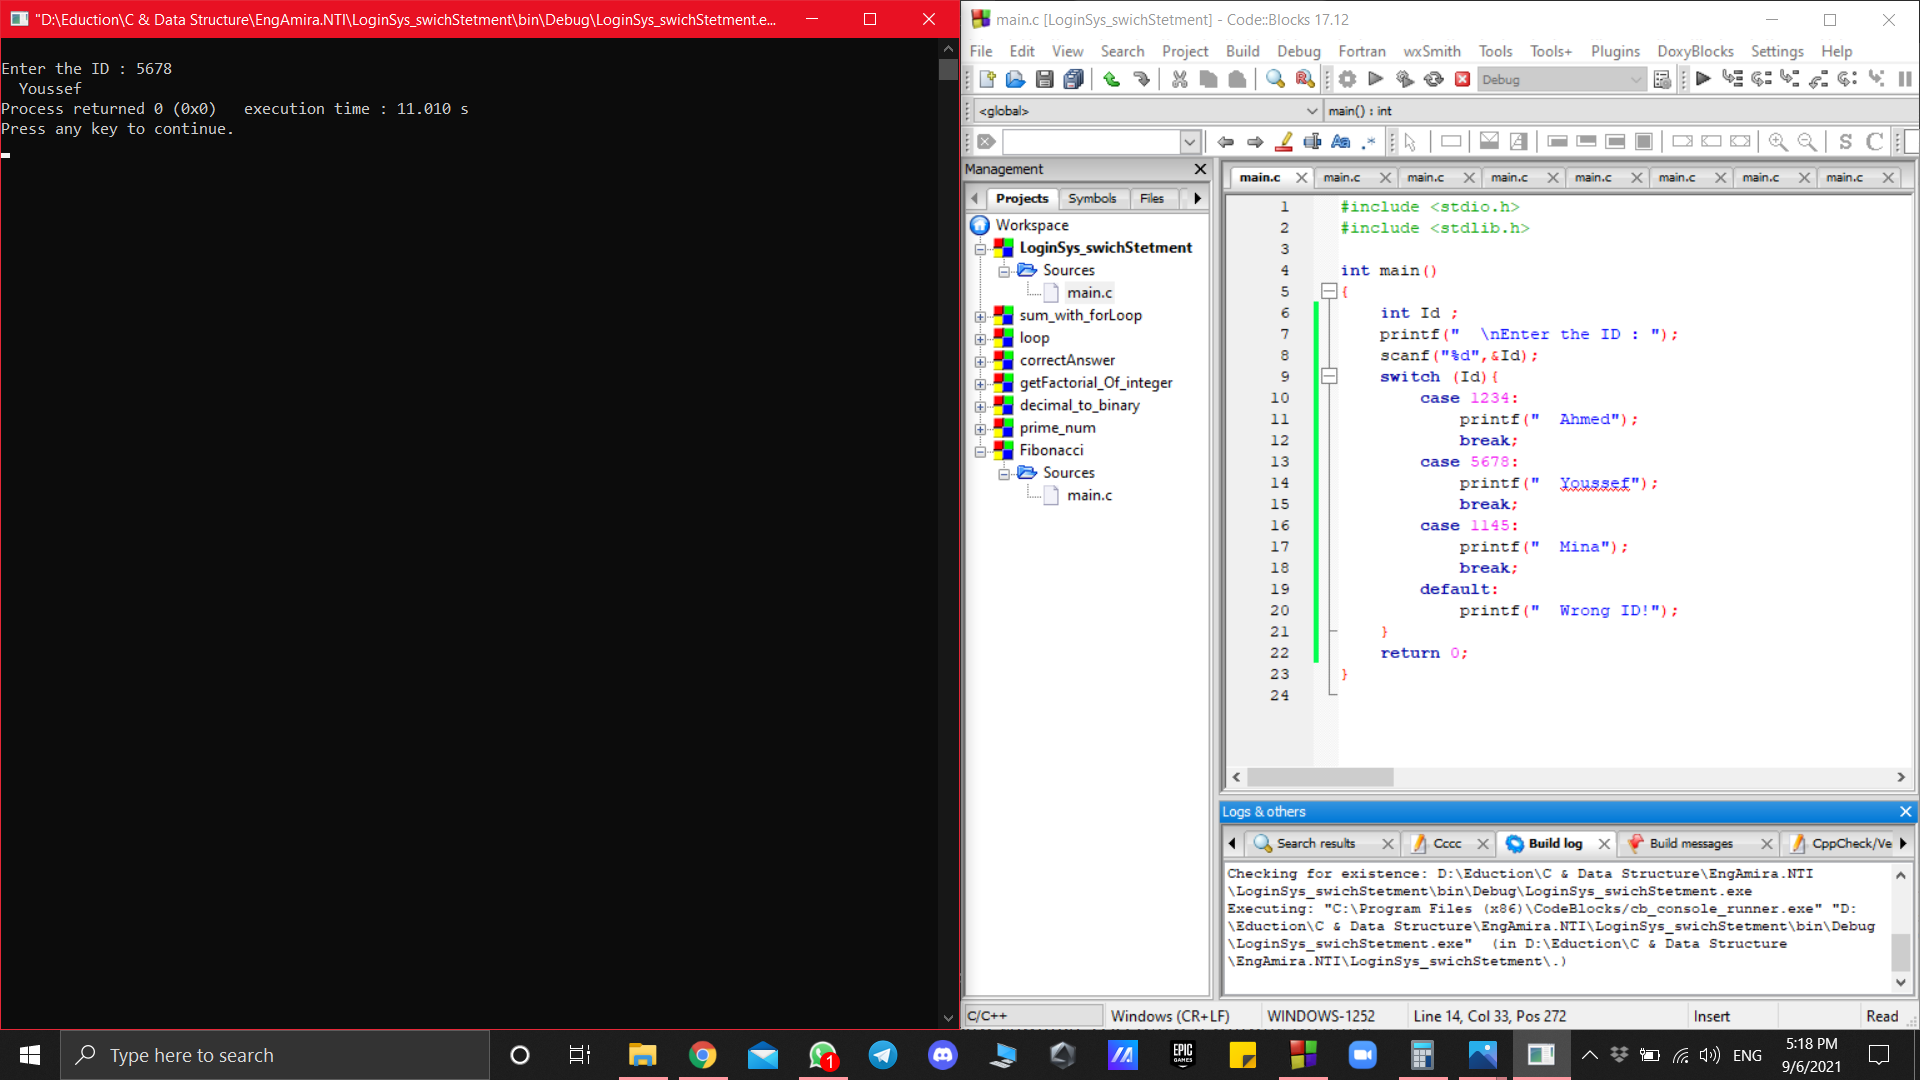 "D:\Eduction\C & Data Structure\EngAmira.NTI\LoginSys_swichStetment\bin\Debug\LoginSys_swichStetment.e...
Enter the ID : 5678
  Youssef
Process returned 0 (0x0)   execution time : 11.010 s
Press any key to continue.
main.c [LoginSys_swichStetment] - Code::Blocks 17.12
File Edit View Search Project Build Debug Fortran wxSmith Tools Tools+ Plugins DoxyBlocks Settings Help
Debug
<global> main() : int
S C
Management
Projects Symbols Files
Workspace
LoginSys_swichStetment
Sources
main.c
sum_with_forLoop
loop
correctAnswer
getFactorial_Of_integer
decimal_to_binary
prime_num
Fibonacci
Sources
main.c
main.c main.c main.c main.c main.c main.c main.c main.c
1 #include <stdio.h>
2 #include <stdlib.h>
3
4 int main()
5 {
6     int Id ;
7     printf("  \nEnter the ID : ");
8     scanf("%d",&Id);
9     switch (Id){
10         case 1234:
11             printf("  Ahmed");
12             break;
13         case 5678:
14             printf("  Youssef");
15             break;
16         case 1145:
17             printf("  Mina");
18             break;
19         default:
20             printf("  Wrong ID!");
21     }
22     return 0;
23 }
24
Logs & others
Search results Cccc Build log Build messages CppCheck/Ve
Checking for existence: D:\Eduction\C & Data Structure\EngAmira.NTI
\LoginSys_swichStetment\bin\Debug\LoginSys_swichStetment.exe
Executing: "C:\Program Files (x86)\CodeBlocks/cb_console_runner.exe" "D:
\Eduction\C & Data Structure\EngAmira.NTI\LoginSys_swichStetment\bin\Debug
\LoginSys_swichStetment.exe"  (in D:\Eduction\C & Data Structure
\EngAmira.NTI\LoginSys_swichStetment\.)
C/C++ Windows (CR+LF) WINDOWS-1252 Line 14, Col 33, Pos 272 Insert Read
Type here to search
1
EPIC GAMES
ENG
5:18 PM
9/6/2021